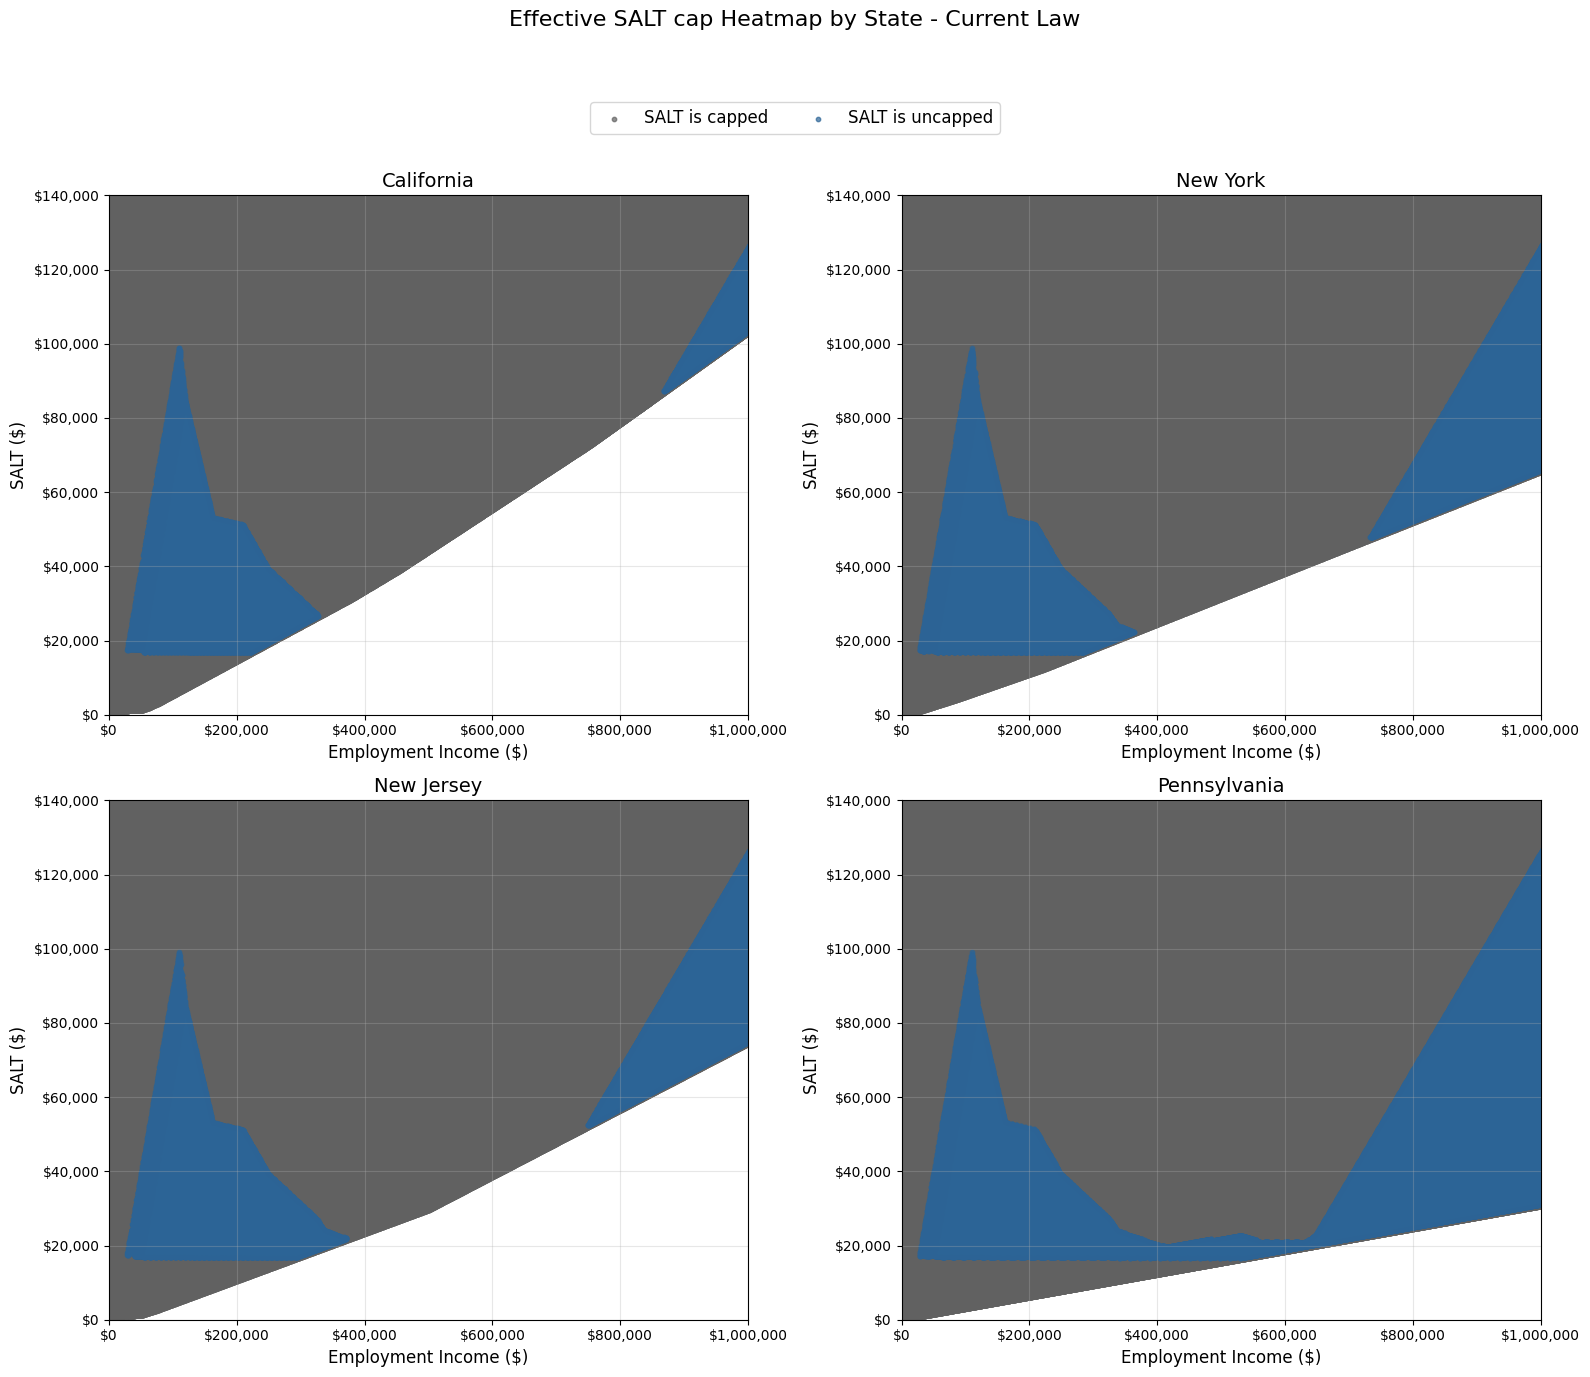 Effective SALT cap Heatmap by State - Current Law
SALT is capped
SALT is uncapped
California
$140,000
$120,000
$100,000
$80,000
$60,000
$40,000
$20,000
$0
SALT ($)
$0 $200,000 $400,000 $600,000 $800,000 $1,000,000
Employment Income ($)
New York
$140,000
$120,000
$100,000
$80,000
$60,000
$40,000
$20,000
$0
SALT ($)
$0 $200,000 $400,000 $600,000 $800,000 $1,000,000
Employment Income ($)
New Jersey
$140,000
$120,000
$100,000
$80,000
$60,000
$40,000
$20,000
$0
SALT ($)
$0 $200,000 $400,000 $600,000 $800,000 $1,000,000
Employment Income ($)
Pennsylvania
$140,000
$120,000
$100,000
$80,000
$60,000
$40,000
$20,000
$0
SALT ($)
$0 $200,000 $400,000 $600,000 $800,000 $1,000,000
Employment Income ($)